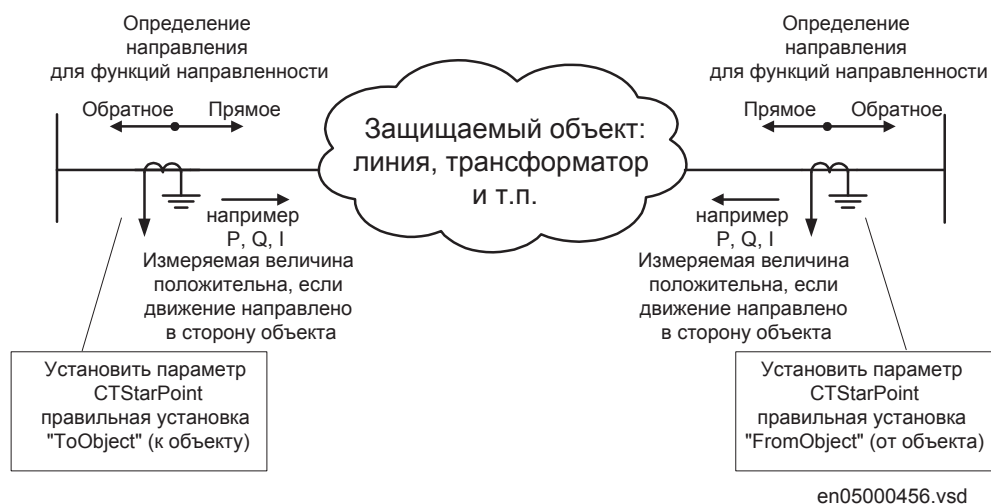 Определение
направления
для функций направленности
Обратное Прямое
например
P, Q, I
Измеряемая величина
положительна, если
движение направлено
в сторону объекта
Установить параметр
CTStarPoint
правильная установка
"ToObject" (к объекту)
Защищаемый объект:
линия, трансформатор
и т.п.
Определение
направления
для функций направленности
Прямое Обратное
например
P, Q, I
Измеряемая величина
положительна, если
движение направлено
в сторону объекта
Установить параметр
CTStarPoint
правильная установка
"FromObject" (от объекта)
en05000456.vsd